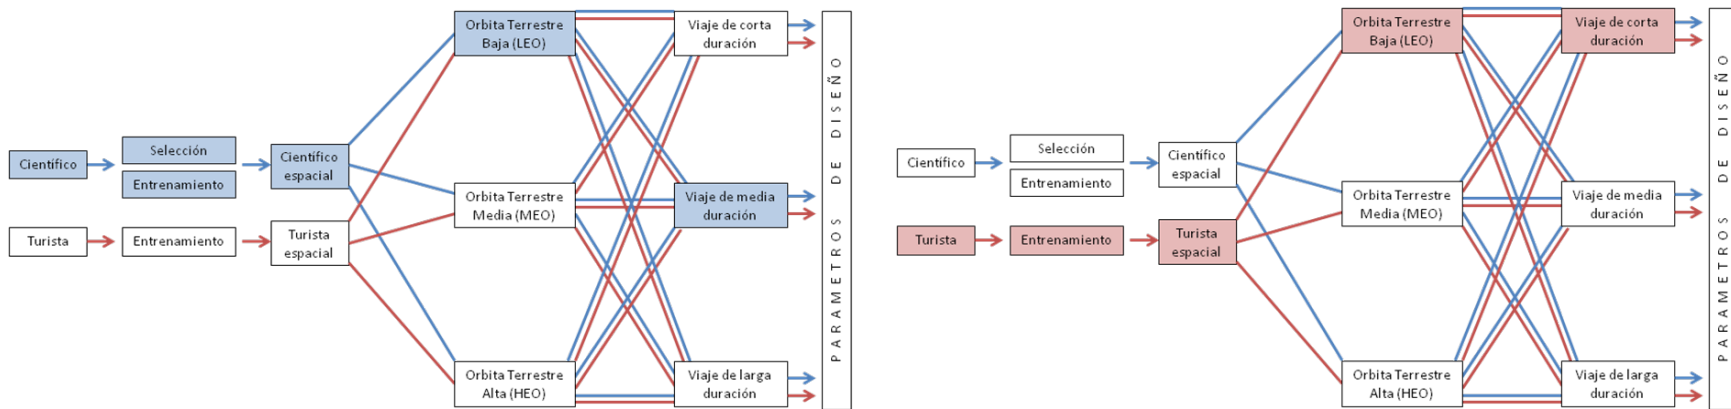 Científico
Selección
Entrenamiento
Científico
espacial
Turista
Entrenamiento
Turista
espacial
Orbita Terrestre
Baja (LEO)
Orbita Terrestre
Media (MEO)
Orbita Terrestre
Alta (HEO)
Viaje de corta
duración
Viaje de media
duración
Viaje de larga
duración
PARAMETROS DE DISEÑO
Científico
Selección
Entrenamiento
Científico
espacial
Turista
Entrenamiento
Turista
espacial
Orbita Terrestre
Baja (LEO)
Orbita Terrestre
Media (MEO)
Orbita Terrestre
Alta (HEO)
Viaje de corta
duración
Viaje de media
duración
Viaje de larga
duración
PARAMETROS DE DISEÑO